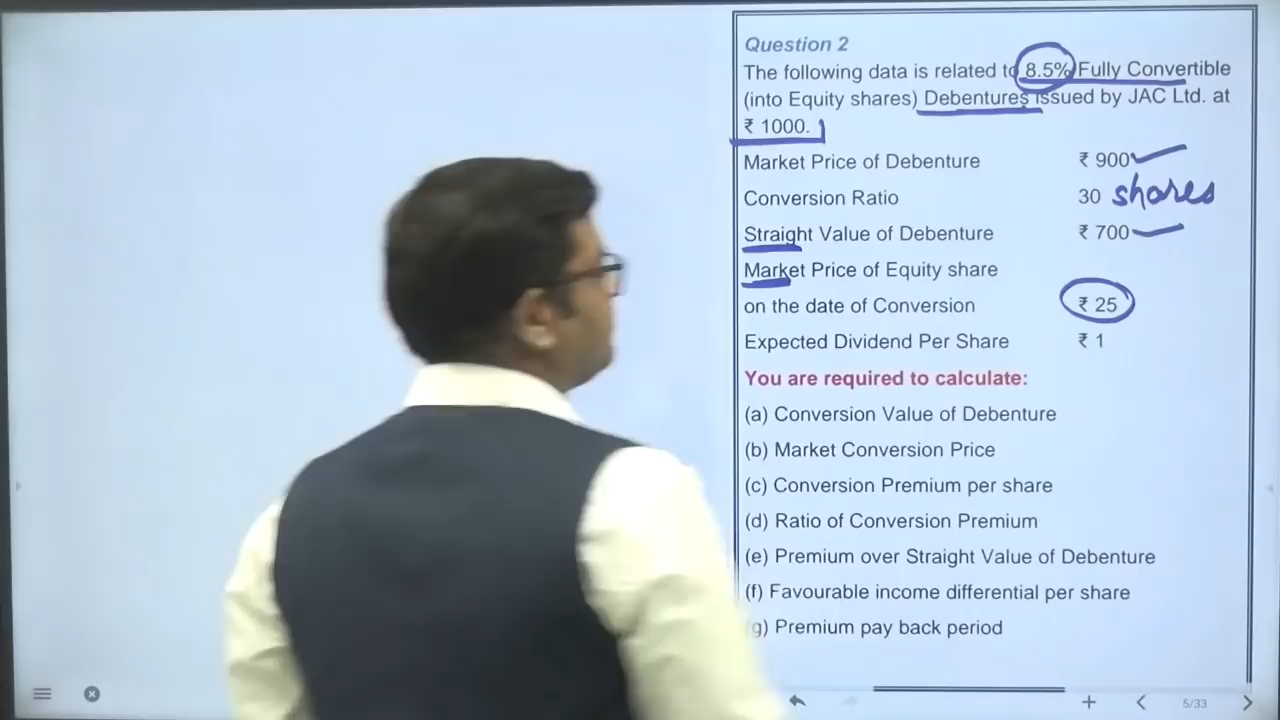 Question 2
The following data is related to 8.5% Fully Convertible
(into Equity shares) Debentures issued by JAC Ltd. at
₹ 1000.
Market Price of Debenture ₹ 900
Conversion Ratio 30 shares
Straight Value of Debenture ₹ 700
Market Price of Equity share
on the date of Conversion ₹ 25
Expected Dividend Per Share ₹ 1
You are required to calculate:
(a) Conversion Value of Debenture
(b) Market Conversion Price
(c) Conversion Premium per share
(d) Ratio of Conversion Premium
(e) Premium over Straight Value of Debenture
(f) Favourable income differential per share
g) Premium pay back period
5/33